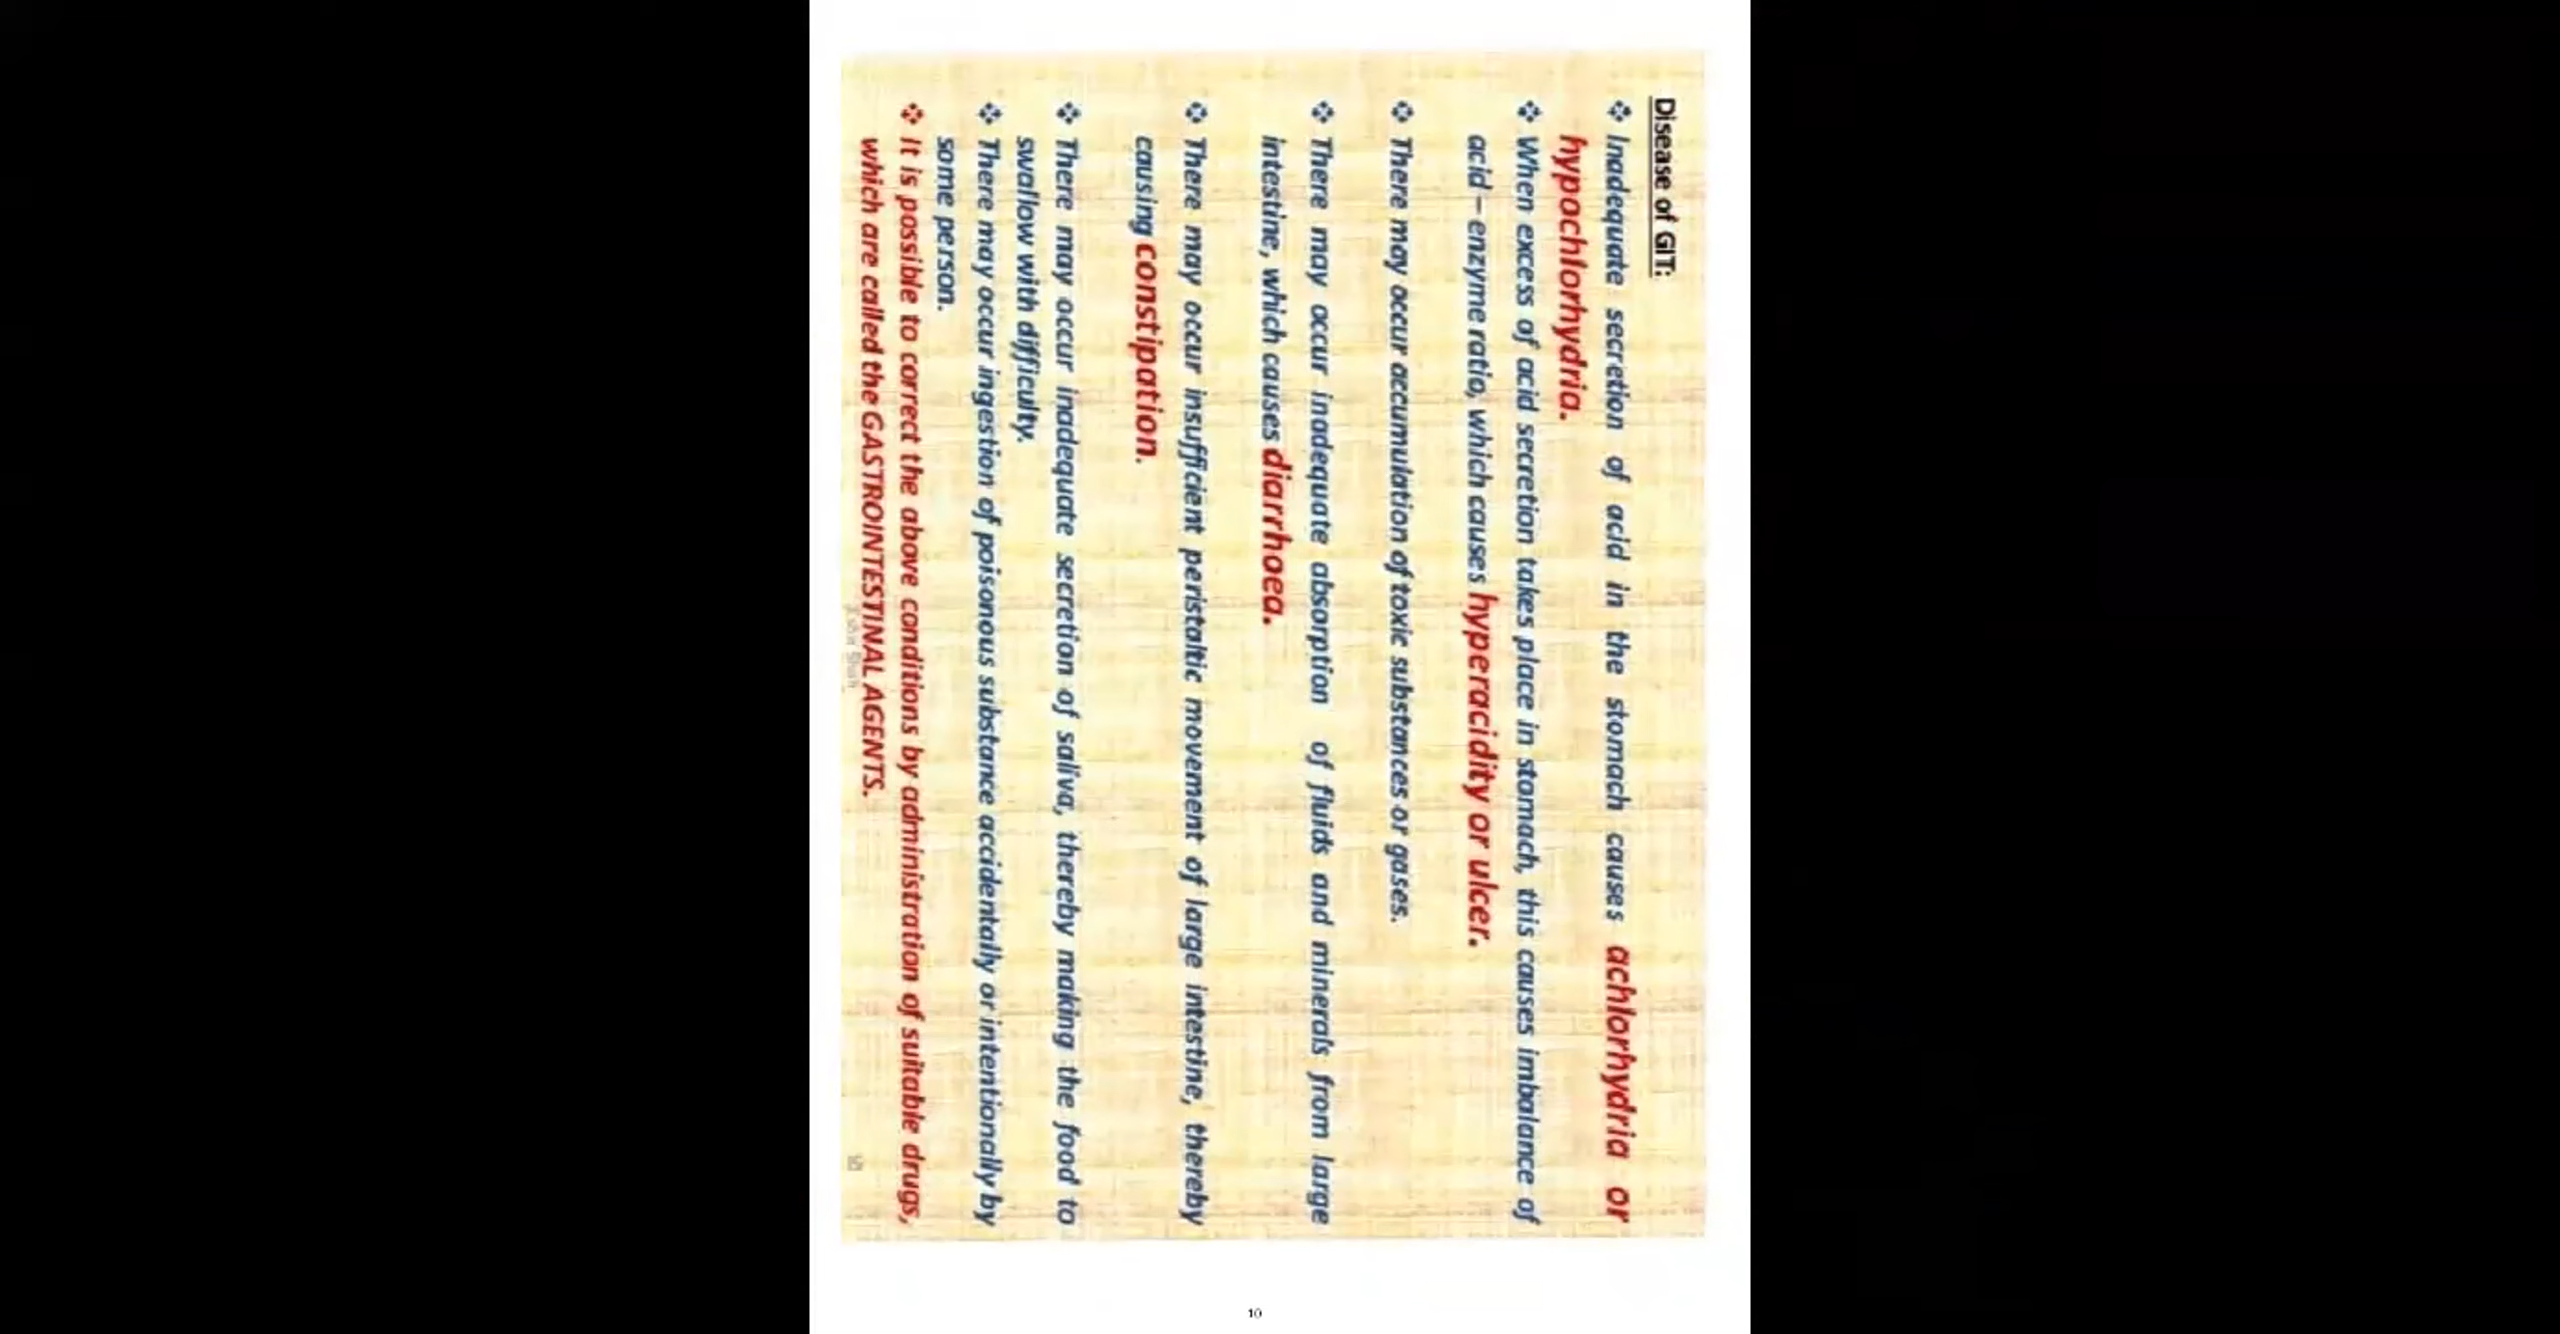 Disease of GIT:
❖ Inadequate secretion of acid in the stomach causes achlorhydria or
hypochlorhydria.
❖ When excess of acid secretion takes place in stomach, this causes imbalance of
acid – enzyme ratio, which causes hyperacidity or ulcer.
❖ There may occur accumulation of toxic substances or gases.
❖ There may occur inadequate absorption of fluids and minerals from large
intestine, which causes diarrhoea.
❖ There may occur insufficient peristaltic movement of large intestine, thereby
causing constipation.
❖ There may occur inadequate secretion of saliva, thereby making the food to
swallow with difficulty.
❖ There may occur ingestion of poisonous substance accidentally or intentionally by
some person.
❖ It is possible to correct the above conditions by administration of suitable drugs,
which are called the GASTROINTESTINAL AGENTS.
10